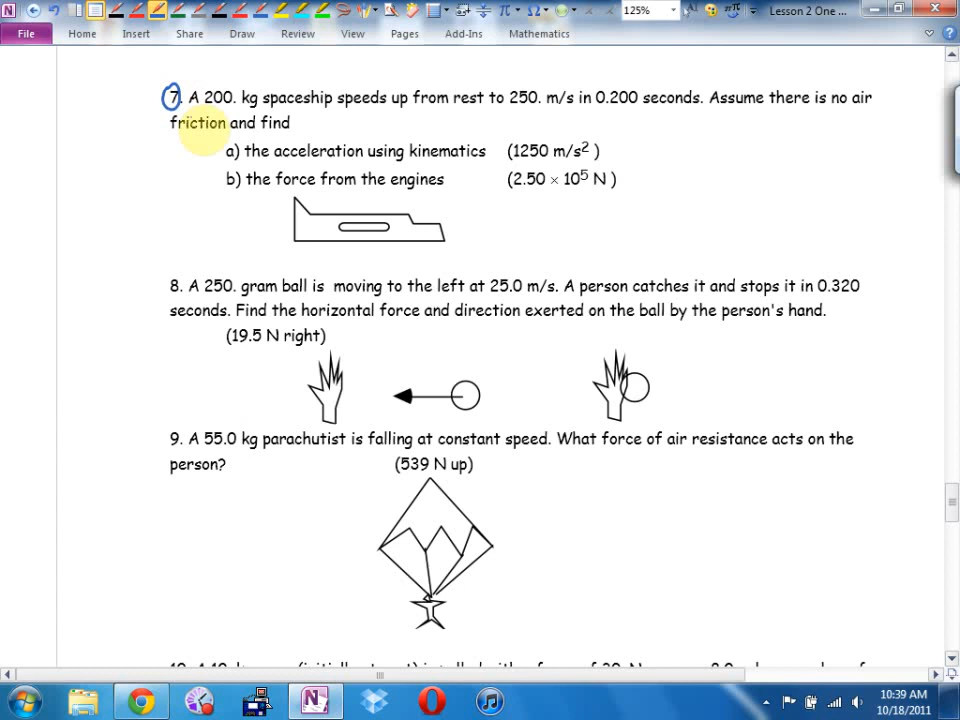 125%
Lesson 2 One ...
File Home Insert Share Draw Review View Pages Add-Ins Mathematics
7. A 200. kg spaceship speeds up from rest to 250. m/s in 0.200 seconds. Assume there is no air
friction and find
a) the acceleration using kinematics (1250 m/s² )
b) the force from the engines (2.50 × 10⁵ N )
8. A 250. gram ball is moving to the left at 25.0 m/s. A person catches it and stops it in 0.320
seconds. Find the horizontal force and direction exerted on the ball by the person's hand.
(19.5 N right)
9. A 55.0 kg parachutist is falling at constant speed. What force of air resistance acts on the
person? (539 N up)
10:39 AM
10/18/2011